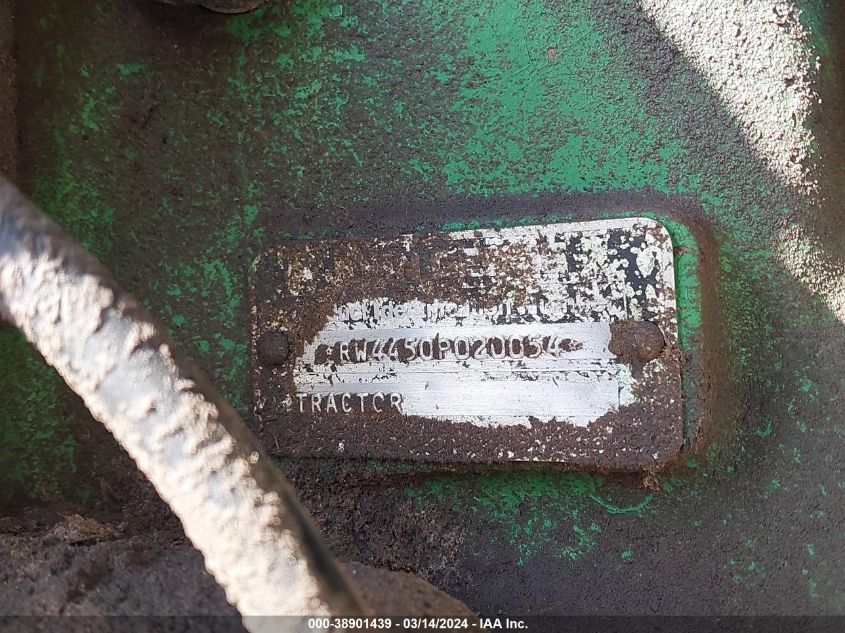 *RW4450P020054*
TRACTOR
000-38901439 - 03/14/2024 - IAA Inc.